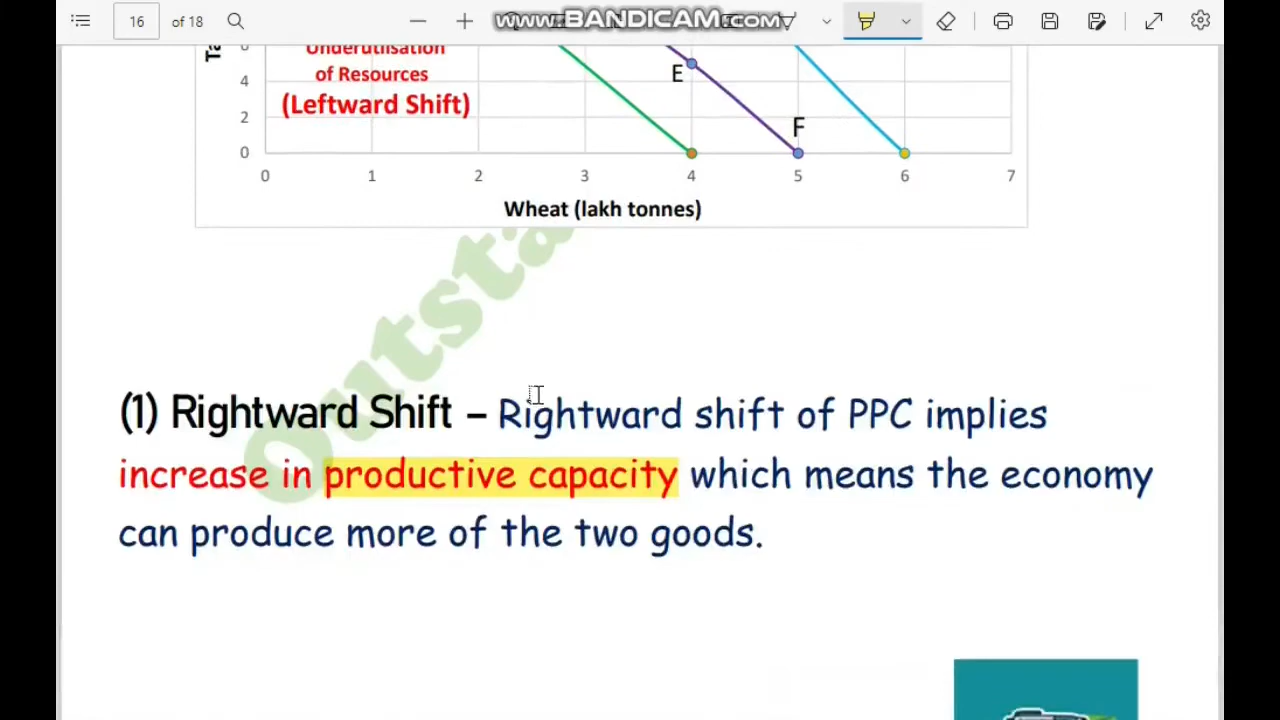 16 of 18
www.BANDICAM.com
Underutilisation
of Resources
(Leftward Shift)
6
4
2
0
E
F
0 1 2 3 4 5 6 7
Wheat (lakh tonnes)
(1) Rightward Shift – Rightward shift of PPC implies
increase in productive capacity which means the economy
can produce more of the two goods.